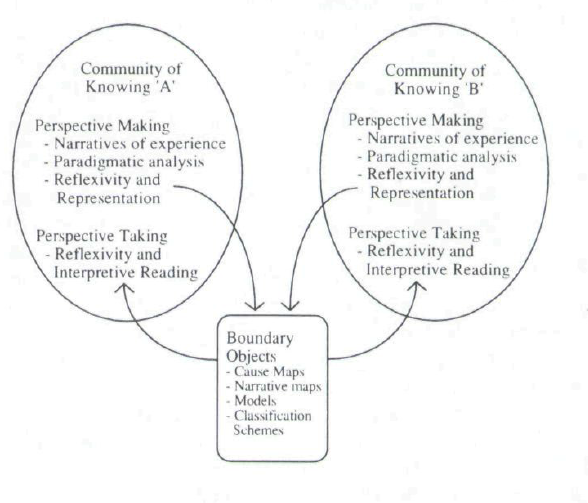 Community of
Knowing 'A'
Perspective Making
- Narratives of experience
- Paradigmatic analysis
- Reflexivity and
Representation
Perspective Taking
- Reflexivity and
Interpretive Reading
Community of
Knowing 'B'
Perspective Making
- Narratives of experience
- Paradigmatic analysis
- Reflexivity and
Representation
Perspective Taking
- Reflexivity and
Interpretive Reading
Boundary
Objects
- Cause Maps
- Narrative maps
- Models
- Classification
Schemes